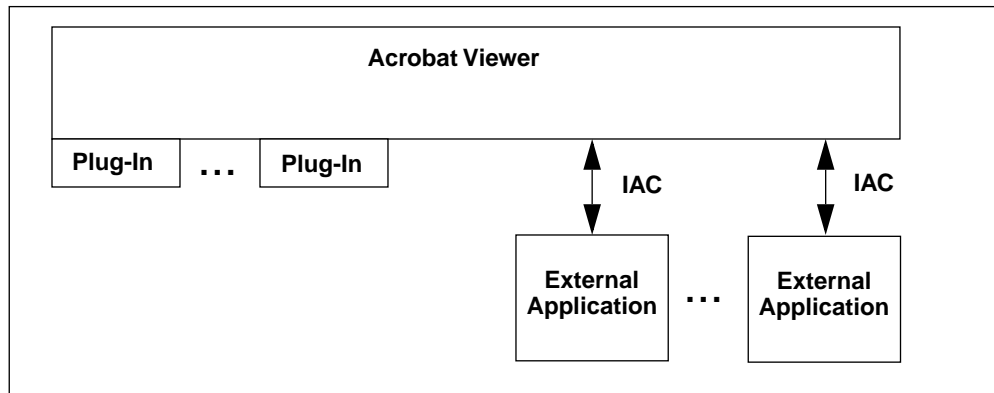 Acrobat Viewer
Plug-In
...
Plug-In
IAC
IAC
External
Application
...
External
Application